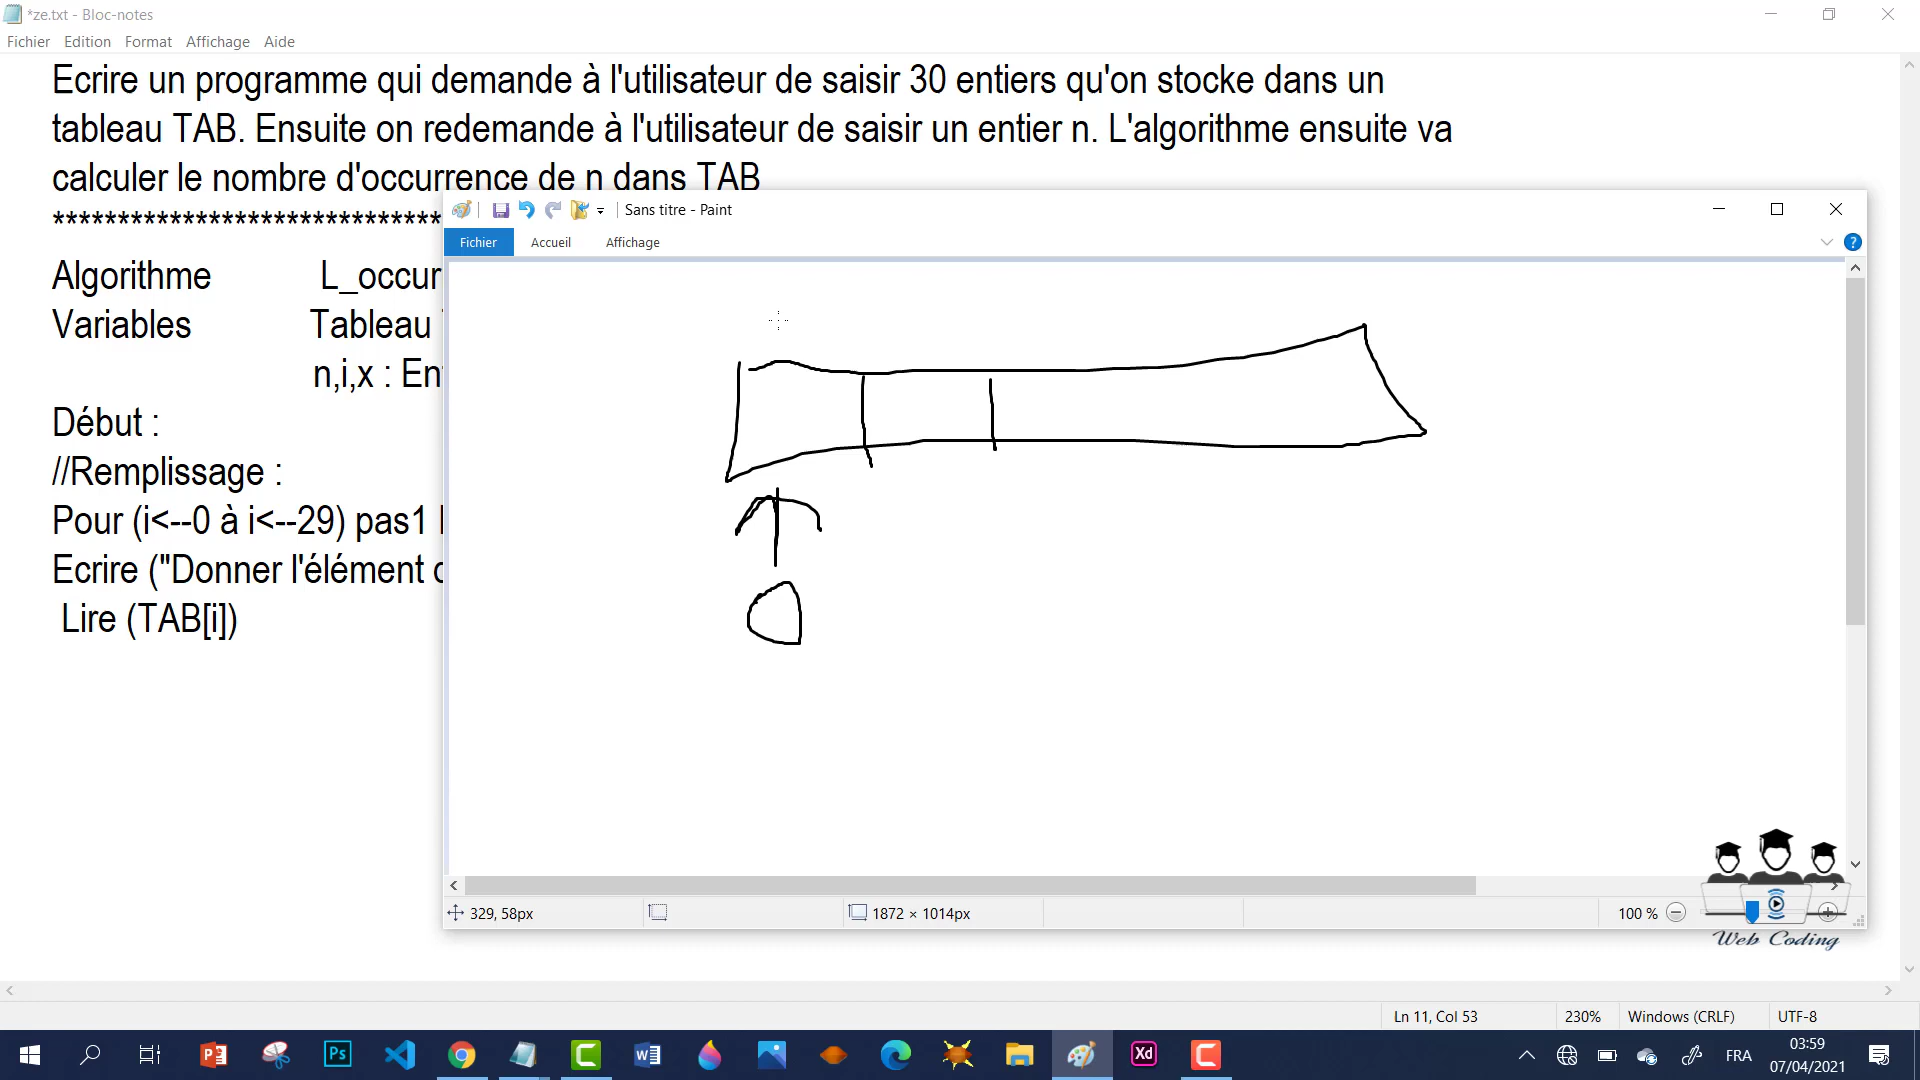 *ze.txt - Bloc-notes
Fichier Edition Format Affichage Aide
Ecrire un programme qui demande à l'utilisateur de saisir 30 entiers qu'on stocke dans un
tableau TAB. Ensuite on redemande à l'utilisateur de saisir un entier n. L'algorithme ensuite va
calculer le nombre d'occurrence de n dans TAB
******************************
Sans titre - Paint
Fichier Accueil Affichage
Algorithme L_occur
Variables Tableau
n,i,x : En
Début :
//Remplissage :
Pour (i<--0 à i<--29) pas1
Ecrire ("Donner l'élément
Lire (TAB[i])
329, 58px
1872 × 1014px
100 %
Web Coding
Ln 11, Col 53
230%
Windows (CRLF)
UTF-8
FRA
03:59
07/04/2021